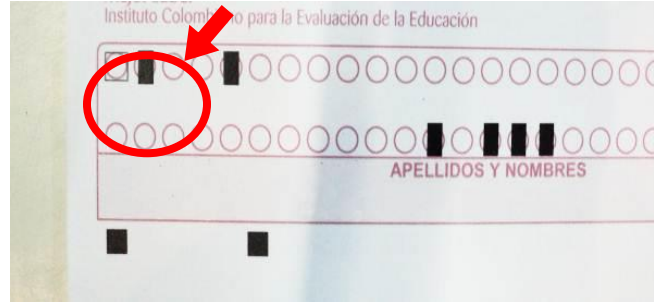 Instituto Colombiano para la Evaluación de la Educación
APELLIDOS Y NOMBRES